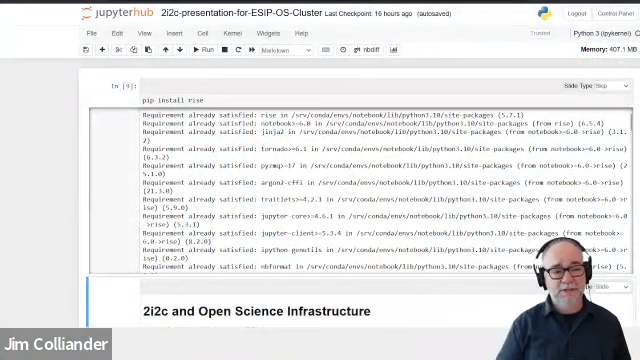 jupyterhub 2i2c-presentation-for-ESIP-OS-Cluster Last Checkpoint: 16 hours ago (autosaved) Logout Control Panel
File Edit View Insert Cell Kernel Widgets Help Trusted Python 3 (ipykernel)
Run Markdown nbdiff Memory: 407.1 MB
Slide Type Skip
In [9]:
pip install rise
Requirement already satisfied: rise in /srv/conda/envs/notebook/lib/python3.10/site-packages (5.7.1)
Requirement already satisfied: notebook>=6.0 in /srv/conda/envs/notebook/lib/python3.10/site-packages (from rise) (6.5.4)
Requirement already satisfied: jinja2 in /srv/conda/envs/notebook/lib/python3.10/site-packages (from notebook>=6.0->rise) (3.1.
2)
Requirement already satisfied: tornado>=6.1 in /srv/conda/envs/notebook/lib/python3.10/site-packages (from notebook>=6.0->rise)
(6.3.2)
Requirement already satisfied: pyzmq>=17 in /srv/conda/envs/notebook/lib/python3.10/site-packages (from notebook>=6.0->rise) (2
5.1.0)
Requirement already satisfied: argon2-cffi in /srv/conda/envs/notebook/lib/python3.10/site-packages (from notebook>=6.0->rise)
(21.3.0)
Requirement already satisfied: traitlets>=4.2.1 in /srv/conda/envs/notebook/lib/python3.10/site-packages (from notebook>=6.0->r
ise) (5.9.0)
Requirement already satisfied: jupyter-core>=4.6.1 in /srv/conda/envs/notebook/lib/python3.10/site-packages (from notebook>=6.0
->rise) (5.3.1)
Requirement already satisfied: jupyter-client>=5.3.4 in /srv/conda/envs/notebook/lib/python3.10/site-packages (from notebook>
=6.0->rise) (8.2.0)
Requirement already satisfied: ipython-genutils in /srv/conda/envs/notebook/lib/python3.10/site-packages (from notebook>=6.0->r
ise) (0.2.0)
Requirement already satisfied: nbformat in /srv/conda/envs/notebook/lib/python3.10/site-packages (from notebook>=6.0->rise) (5.
Slide
2i2c and Open Science Infrastructure
Jim Colliander